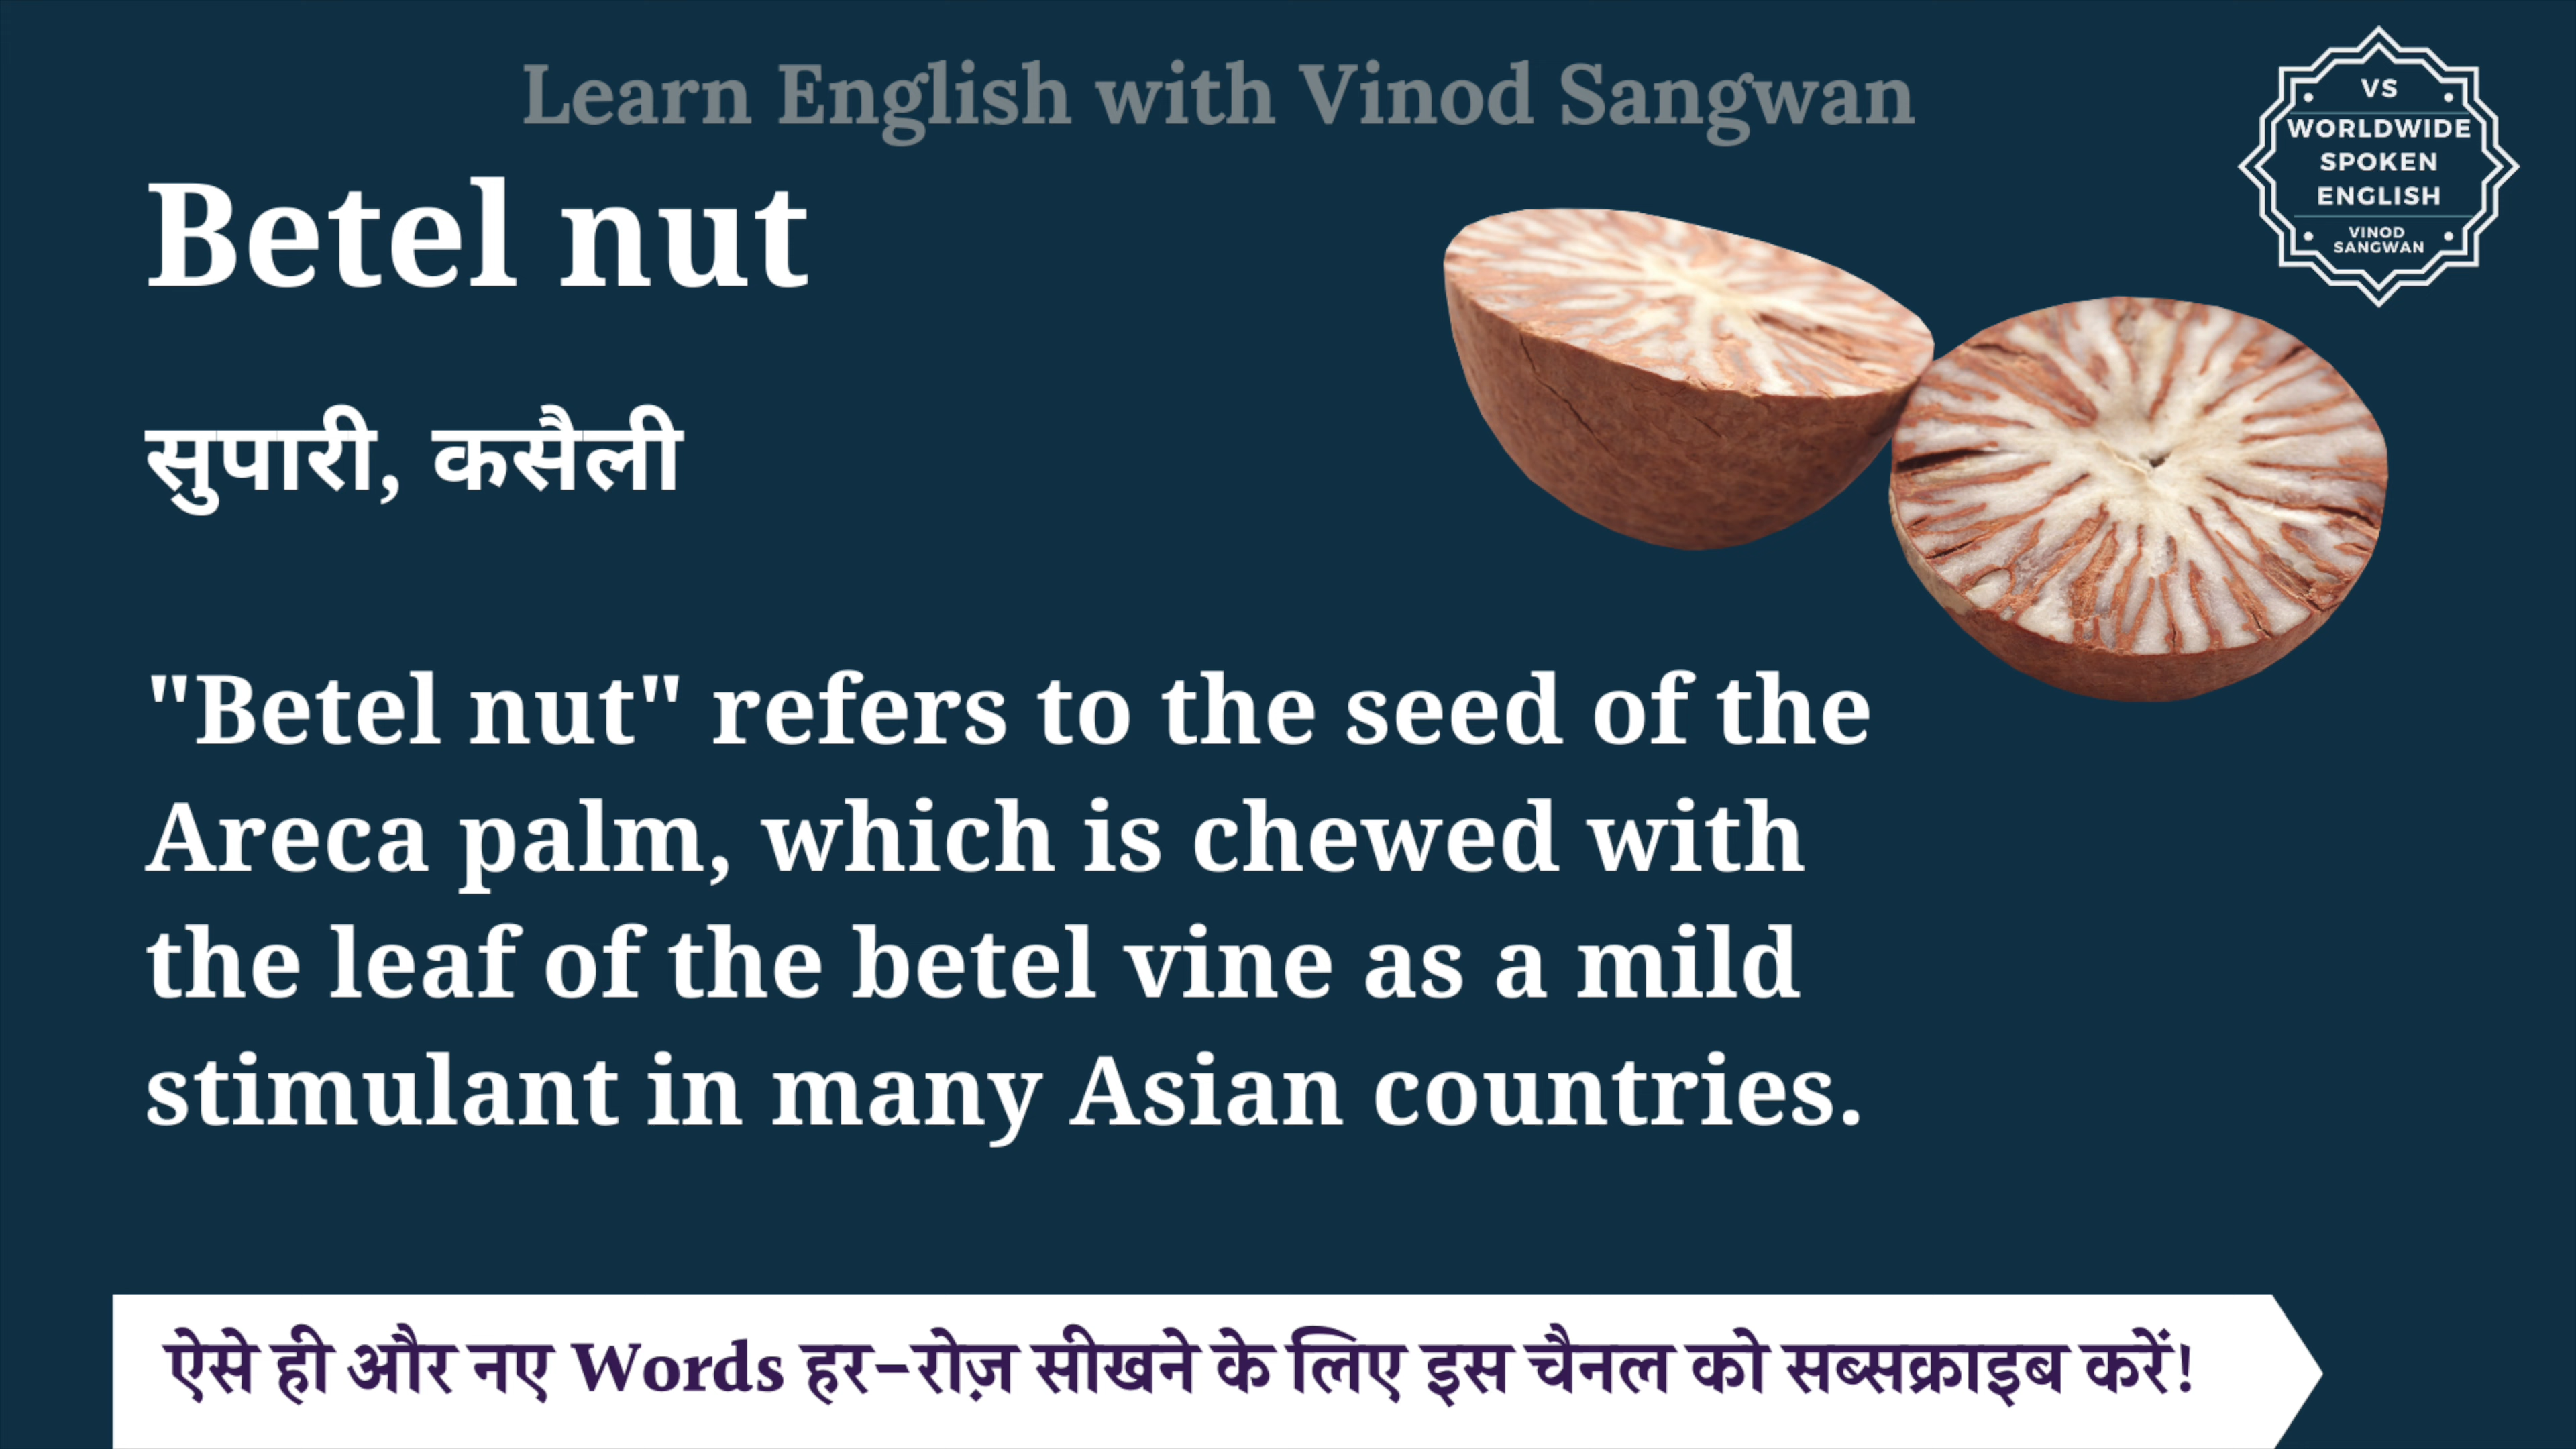 Learn English with Vinod Sangwan
VS
WORLDWIDE
SPOKEN
ENGLISH
VINOD
SANGWAN
Betel nut
सुपारी, कसैली
"Betel nut" refers to the seed of the
Areca palm, which is chewed with
the leaf of the betel vine as a mild
stimulant in many Asian countries.
ऐसे ही और नए Words हर-रोज़ सीखने के लिए इस चैनल को सब्सक्राइब करें!